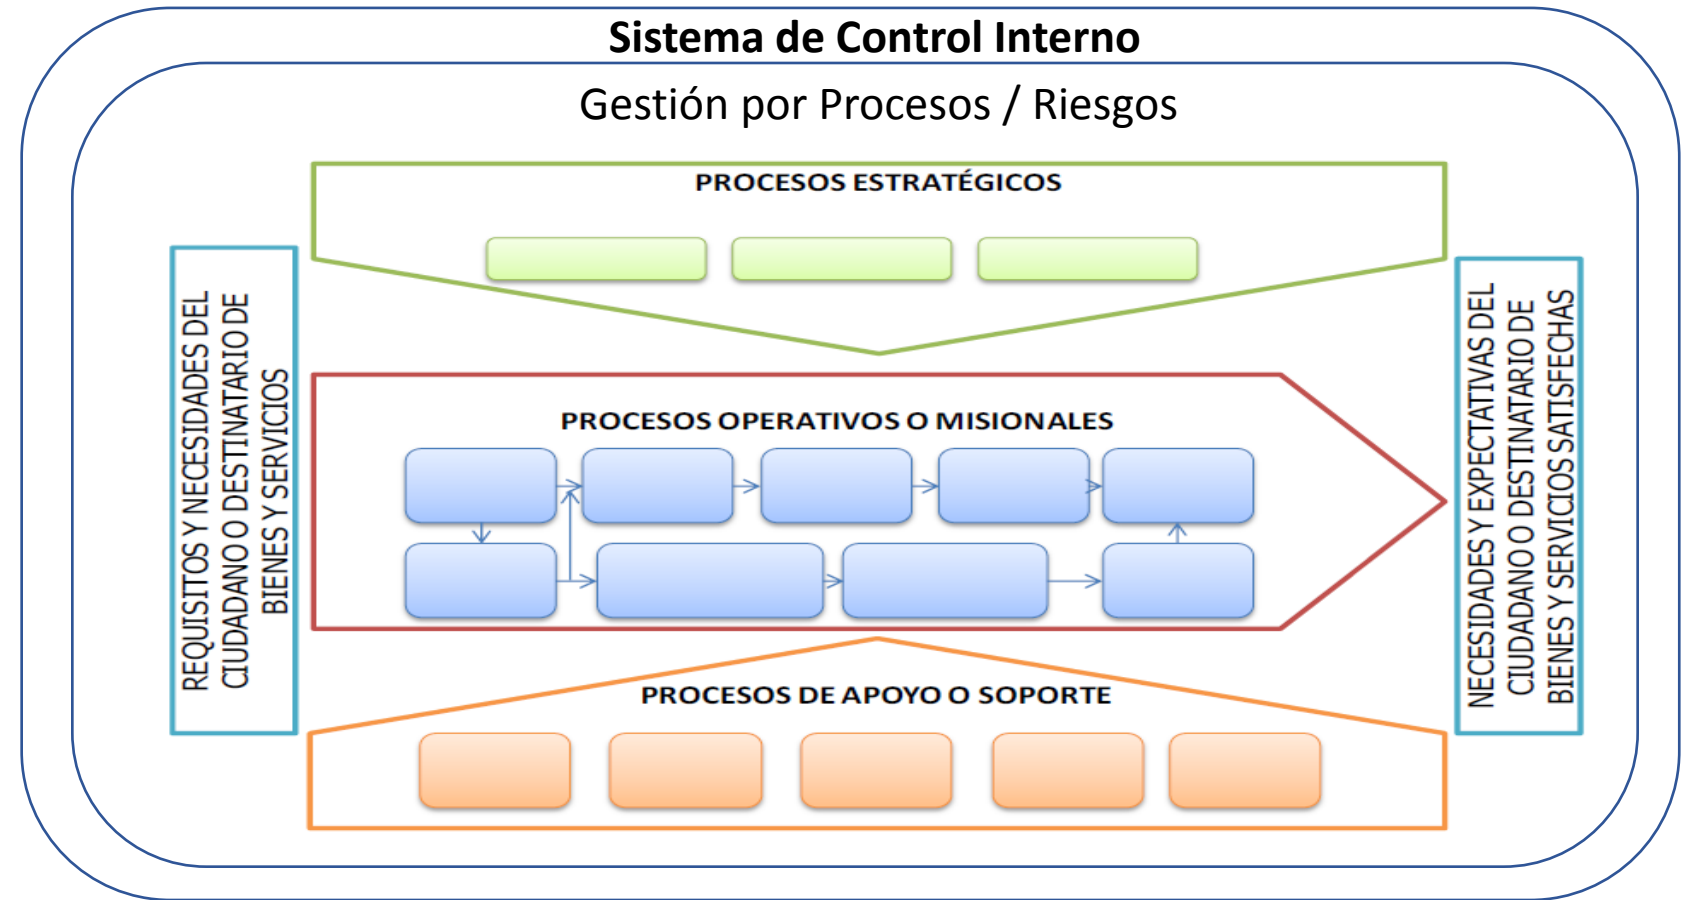 Sistema de Control Interno
Gestión por Procesos / Riesgos
PROCESOS ESTRATÉGICOS
REQUISITOS Y NECESIDADES DEL
CIUDADANO O DESTINATARIO DE
BIENES Y SERVICIOS
PROCESOS OPERATIVOS O MISIONALES
PROCESOS DE APOYO O SOPORTE
NECESIDADES Y EXPECTATIVAS DEL
CIUDADANO O DESTINATARIO DE
BIENES Y SERVICIOS SATISFECHAS